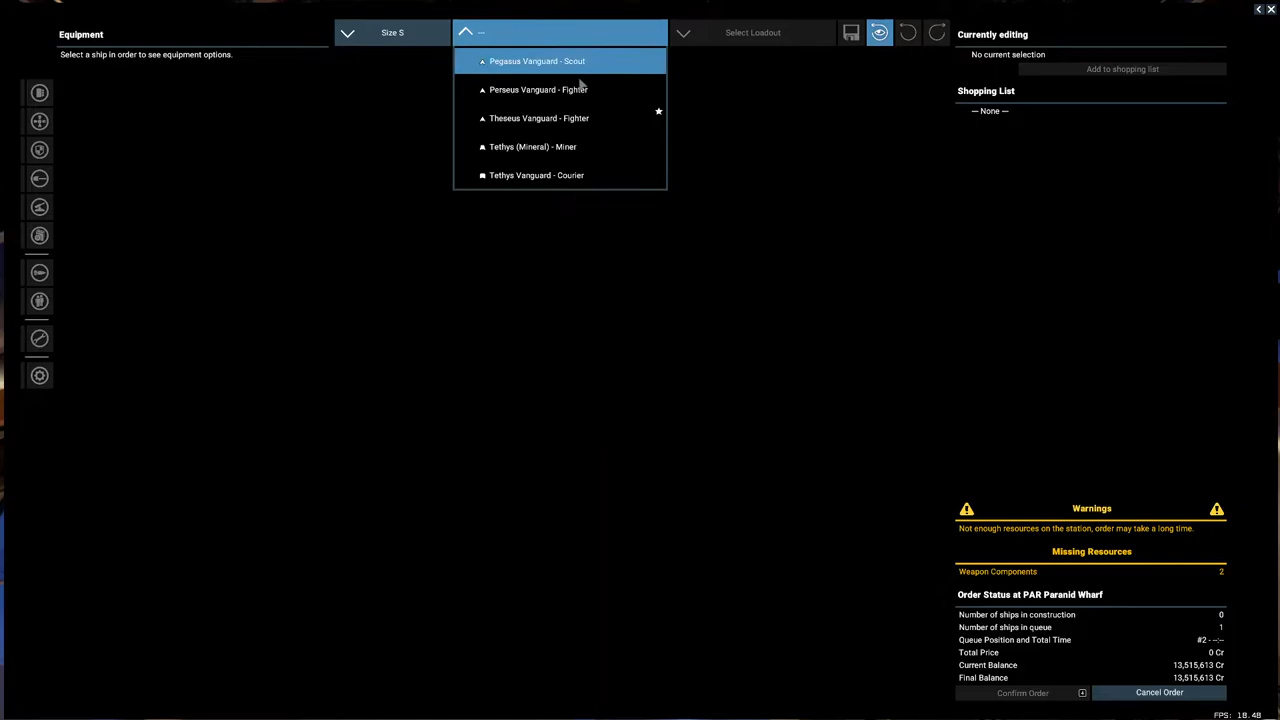 Equipment
Select a ship in order to see equipment options.
Size S
--
Select Loadout
Pegasus Vanguard - Scout
Perseus Vanguard - Fighter
Theseus Vanguard - Fighter
Tethys (Mineral) - Miner
Tethys Vanguard - Courier
Currently editing
No current selection
Add to shopping list
Shopping List
-- None --
Warnings
Not enough resources on the station, order may take a long time.
Missing Resources
Weapon Components 2
Order Status at PAR Paranid Wharf
Number of ships in construction 0
Number of ships in queue 1
Queue Position and Total Time #2 - --:--
Total Price 0 Cr
Current Balance 13,515,613 Cr
Final Balance 13,515,613 Cr
Confirm Order
Cancel Order
FPS: 18.48